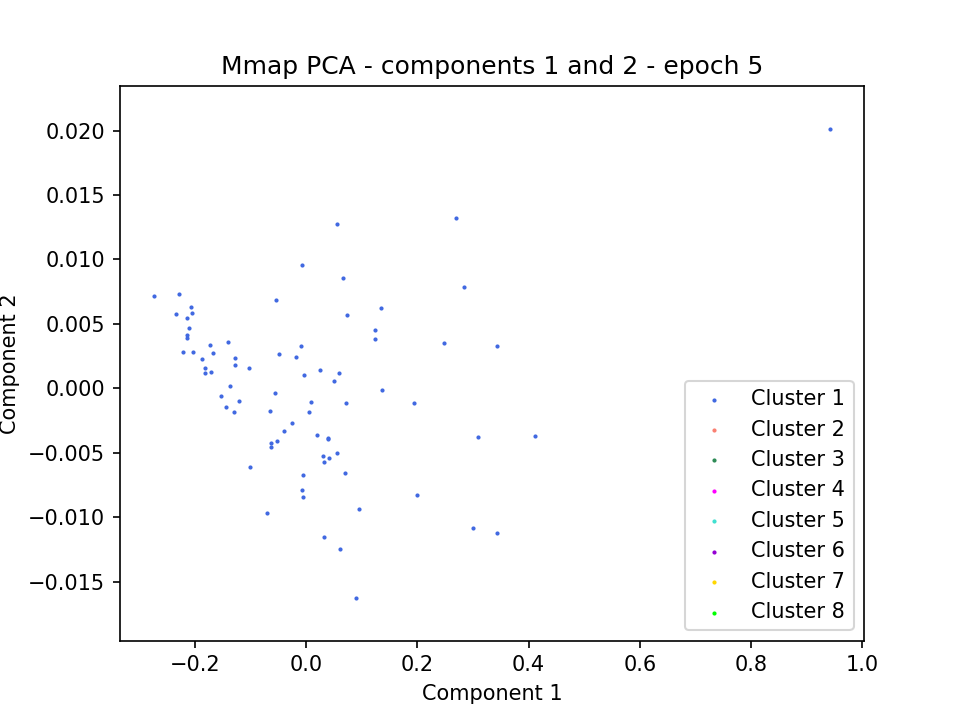 Mmap PCA - components 1 and 2 - epoch 5
0.020
0.015
0.010
0.005
0.000
−0.005
−0.010
−0.015
Component 2
Cluster 1
Cluster 2
Cluster 3
Cluster 4
Cluster 5
Cluster 6
Cluster 7
Cluster 8
−0.2 0.0 0.2 0.4 0.6 0.8 1.0
Component 1